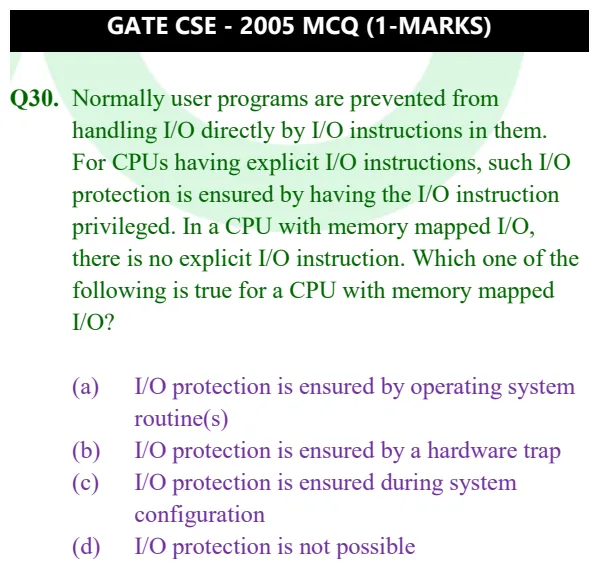 GATE CSE - 2005 MCQ (1-MARKS)
Q30. Normally user programs are prevented from
handling I/O directly by I/O instructions in them.
For CPUs having explicit I/O instructions, such I/O
protection is ensured by having the I/O instruction
privileged. In a CPU with memory mapped I/O,
there is no explicit I/O instruction. Which one of the
following is true for a CPU with memory mapped
I/O?
(a) I/O protection is ensured by operating system
routine(s)
(b) I/O protection is ensured by a hardware trap
(c) I/O protection is ensured during system
configuration
(d) I/O protection is not possible